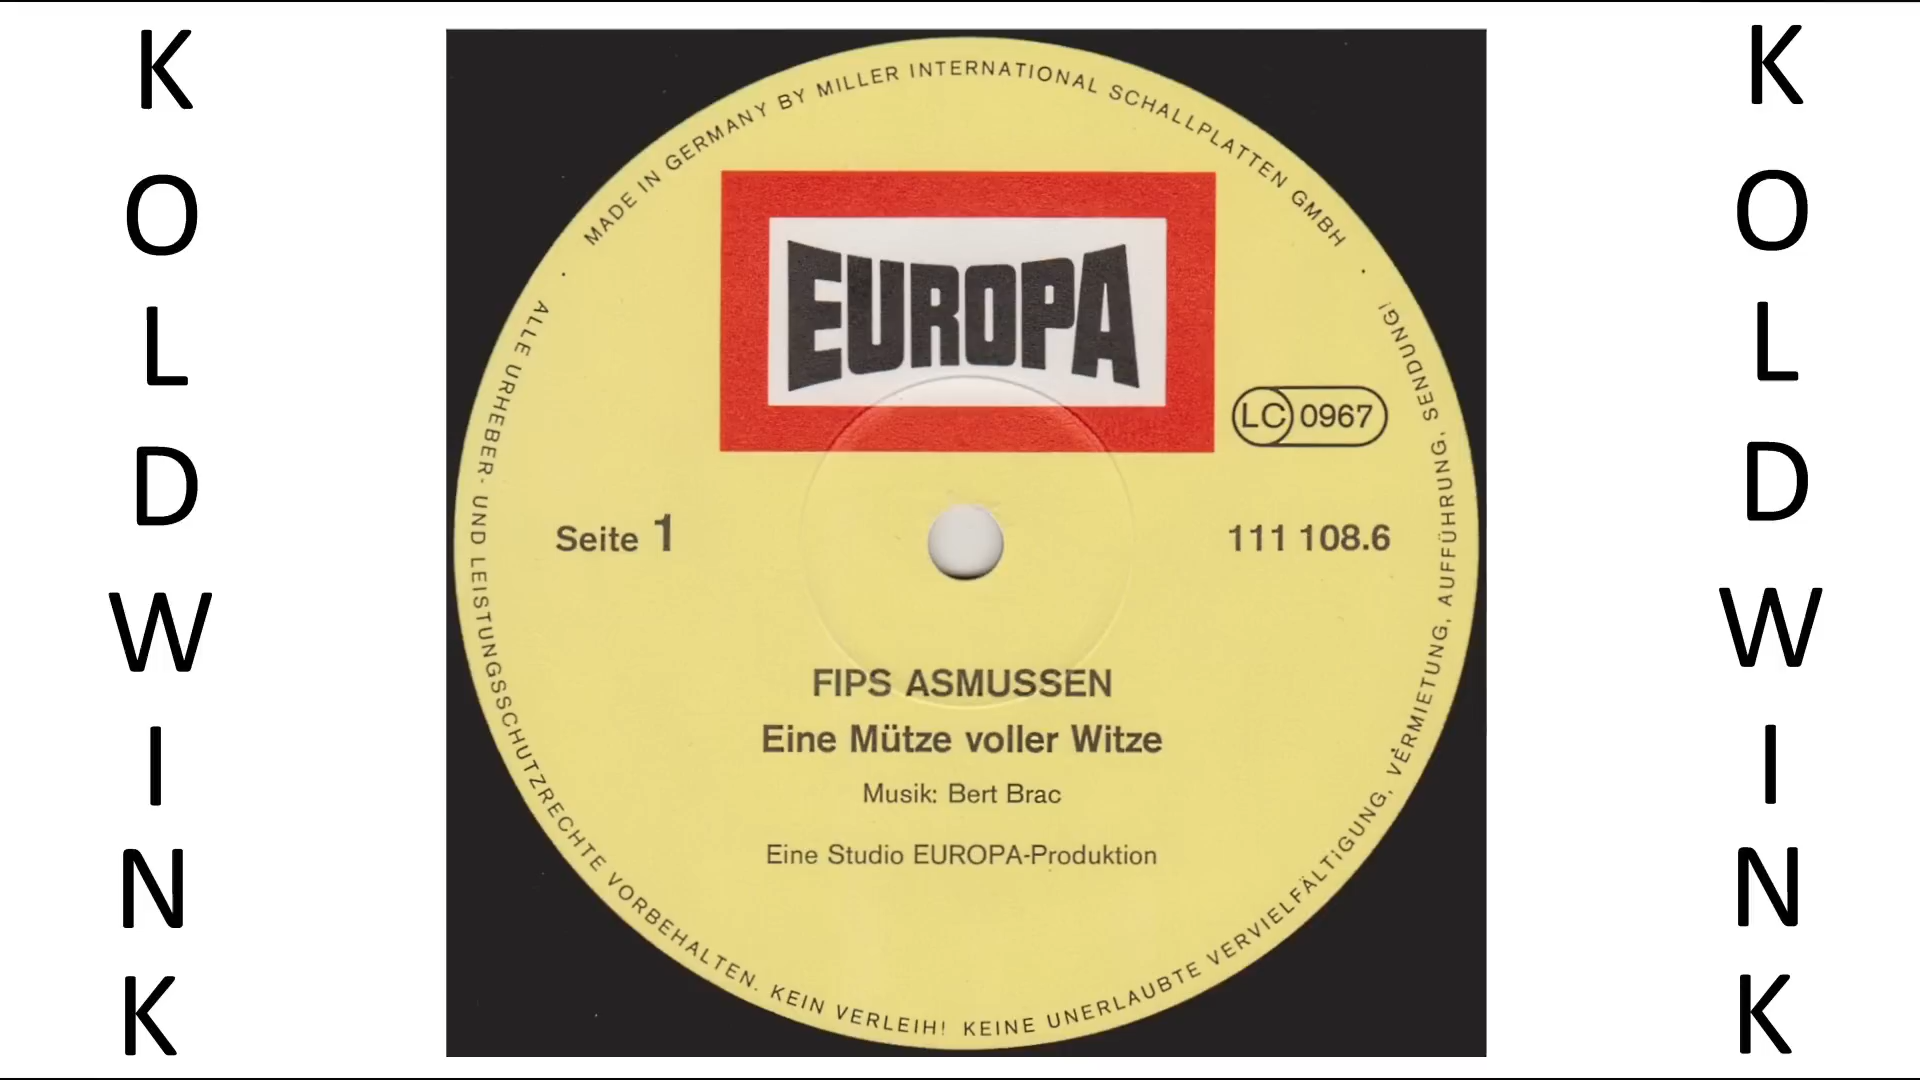 KOLDWINK
MADE IN GERMANY BY MILLER INTERNATIONAL SCHALLPLATTEN GMBH
EUROPA
LC 0967
Seite 1
111 108.6
FIPS ASMUSSEN
Eine Mütze voller Witze
Musik: Bert Brac
Eine Studio EUROPA-Produktion
ALLE URHEBER- UND LEISTUNGSSCHUTZRECHTE VORBEHALTEN. KEIN VERLEIH! KEINE UNERLAUBTE VERVIELFÄLTIGUNG, VERMIETUNG, AUFFÜHRUNG, SENDUNG!
KOLDWINK